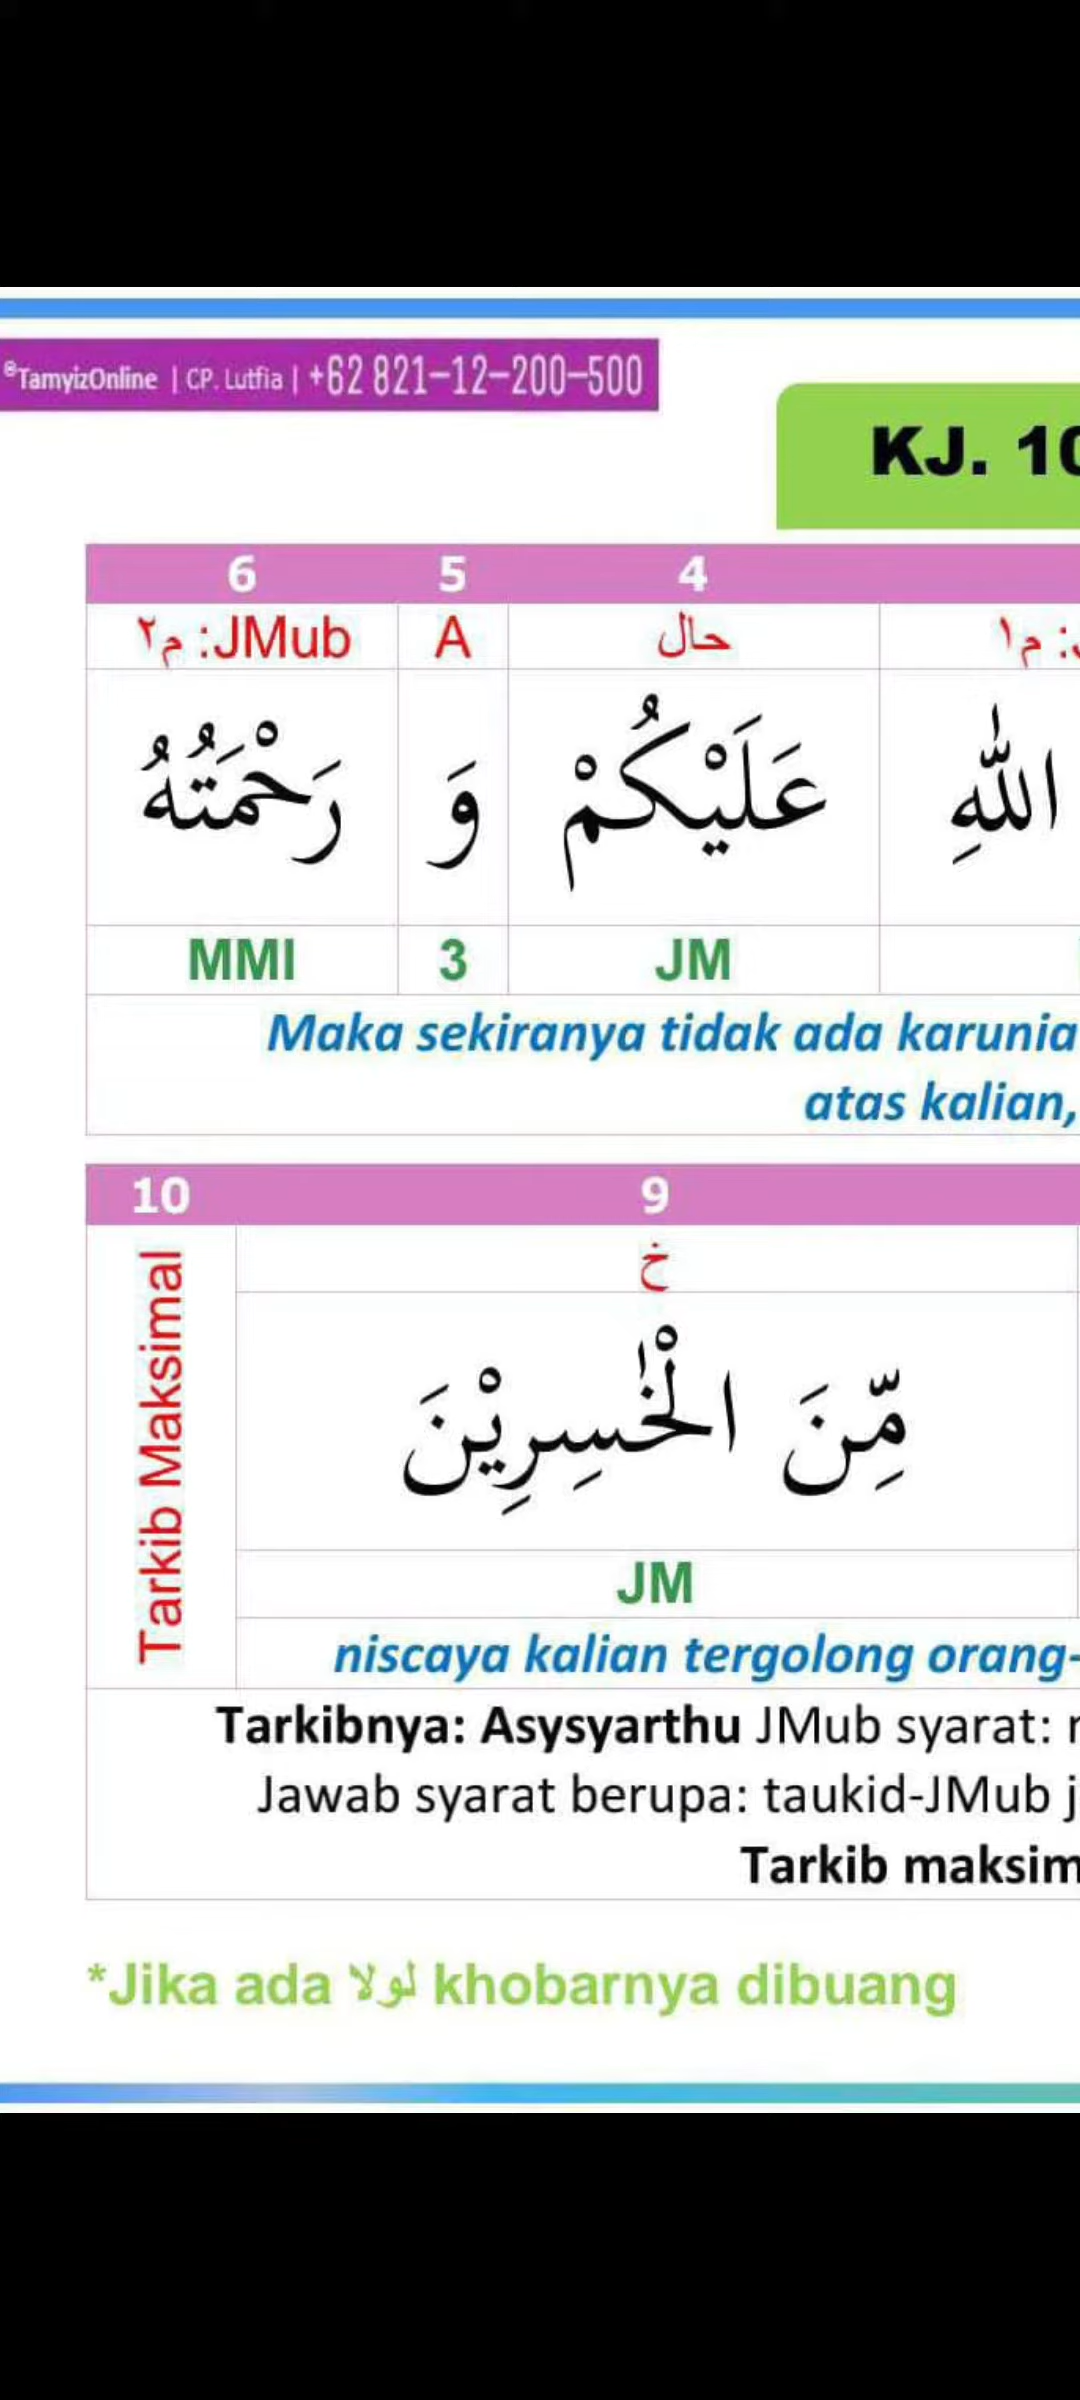 ®TamyizOnline | CP. Lutfia | +62 821-12-200-500
KJ. 10
6 5 4
JMub: م٢ A حال : م١
اللّٰهِ عَلَيْكُمْ وَ رَحْمَتُهُ
MMI 3 JM
Maka sekiranya tidak ada karunia
atas kalian,
10 9
Tarkib Maksimal
خ
مِّنَ الْخٰسِرِيْنَ
JM
niscaya kalian tergolong orang-
Tarkibnya: Asysyarthu JMub syarat:
Jawab syarat berupa: taukid-JMub j
Tarkib maksim
*Jika ada لولا khobarnya dibuang